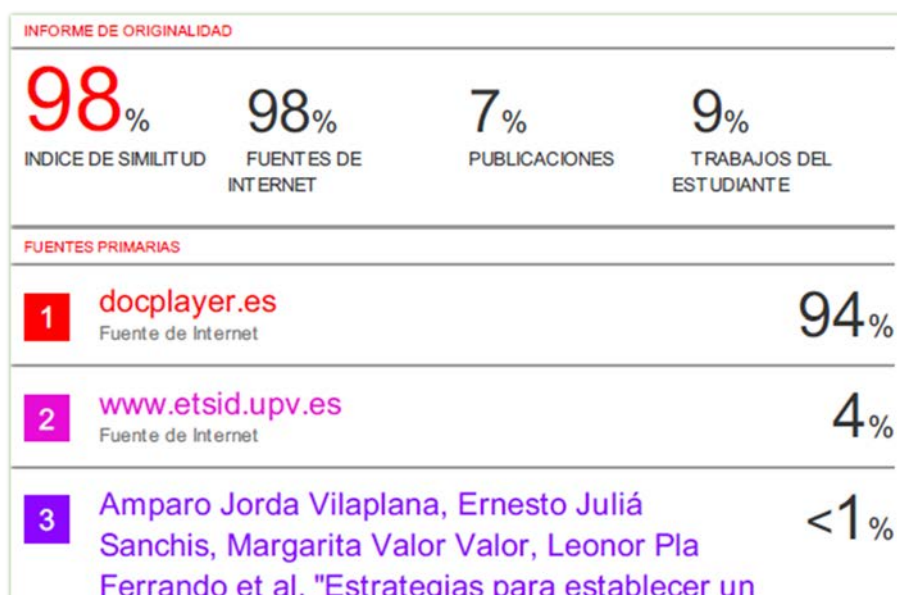 INFORME DE ORIGINALIDAD
98%
INDICE DE SIMILITUD
98%
FUENTES DE
INTERNET
7%
PUBLICACIONES
9%
TRABAJOS DEL
ESTUDIANTE
FUENTES PRIMARIAS
1
docplayer.es
Fuente de Internet
94%
2
www.etsid.upv.es
Fuente de Internet
4%
3
Amparo Jorda Vilaplana, Ernesto Juliá
Sanchis, Margarita Valor Valor, Leonor Pla
Ferrando et al. "Estrategias para establecer un
<1%